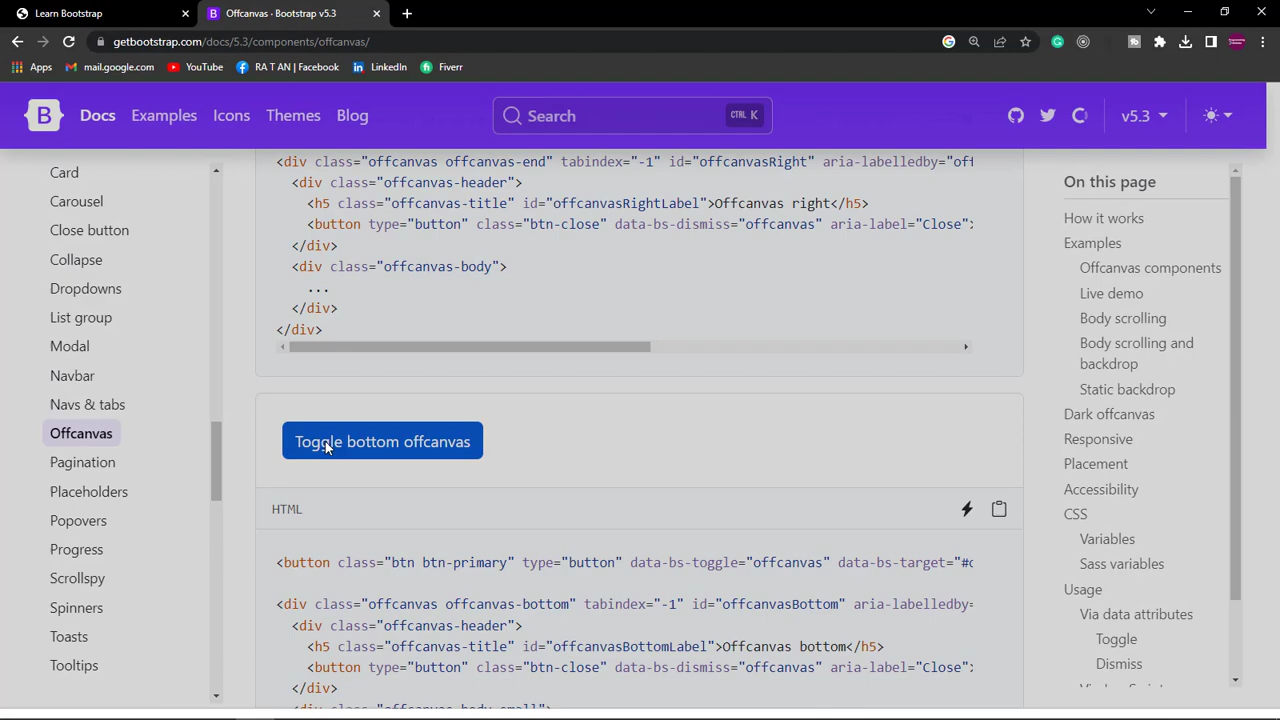 Learn Bootstrap
Offcanvas · Bootstrap v5.3
getbootstrap.com/docs/5.3/components/offcanvas/
Apps
mail.google.com
YouTube
RA T AN | Facebook
LinkedIn
Fiverr
B
Docs
Examples
Icons
Themes
Blog
Search
CTRL K
v5.3
Card
Carousel
Close button
Collapse
Dropdowns
List group
Modal
Navbar
Navs & tabs
Offcanvas
Pagination
Placeholders
Popovers
Progress
Scrollspy
Spinners
Toasts
Tooltips
<div class="offcanvas offcanvas-end" tabindex="-1" id="offcanvasRight" aria-labelledby="off
<div class="offcanvas-header">
<h5 class="offcanvas-title" id="offcanvasRightLabel">Offcanvas right</h5>
<button type="button" class="btn-close" data-bs-dismiss="offcanvas" aria-label="Close">
</div>
<div class="offcanvas-body">
...
</div>
</div>
Toggle bottom offcanvas
HTML
<button class="btn btn-primary" type="button" data-bs-toggle="offcanvas" data-bs-target="#o
<div class="offcanvas offcanvas-bottom" tabindex="-1" id="offcanvasBottom" aria-labelledby=
<div class="offcanvas-header">
<h5 class="offcanvas-title" id="offcanvasBottomLabel">Offcanvas bottom</h5>
<button type="button" class="btn-close" data-bs-dismiss="offcanvas" aria-label="Close">
</div>
<div class="offcanvas-body small">
On this page
How it works
Examples
Offcanvas components
Live demo
Body scrolling
Body scrolling and
backdrop
Static backdrop
Dark offcanvas
Responsive
Placement
Accessibility
CSS
Variables
Sass variables
Usage
Via data attributes
Toggle
Dismiss